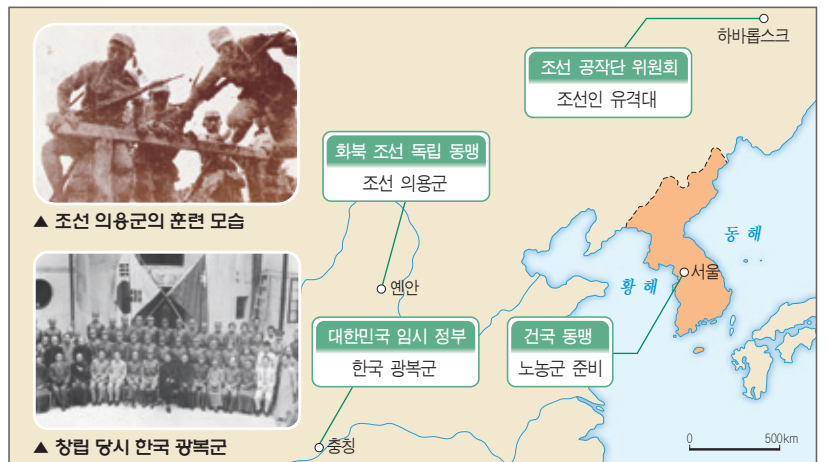 하바롭스크
조선 공작단 위원회
조선인 유격대
화북 조선 독립 동맹
조선 의용군
▲ 조선 의용군의 훈련 모습
동해
옌안
황해
서울
대한민국 임시 정부
한국 광복군
건국 동맹
노농군 준비
▲ 창립 당시 한국 광복군
충칭
0 500km